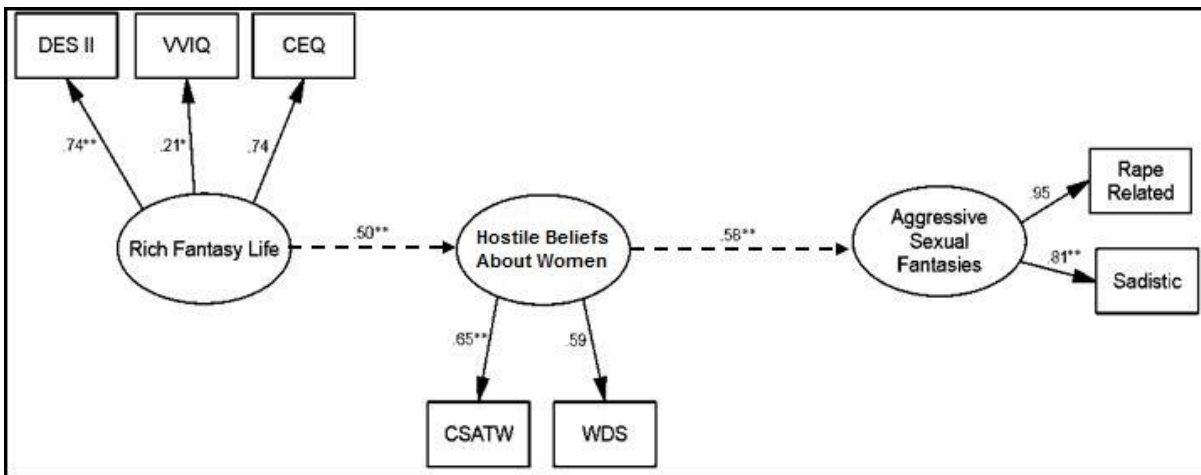 DES II
VVIQ
CEQ
.74**
.21*
.74
Rich Fantasy Life
.50**
Hostile Beliefs
About Women
.58**
Aggressive
Sexual
Fantasies
.95
Rape
Related
.81**
Sadistic
.65**
.59
CSATW
WDS